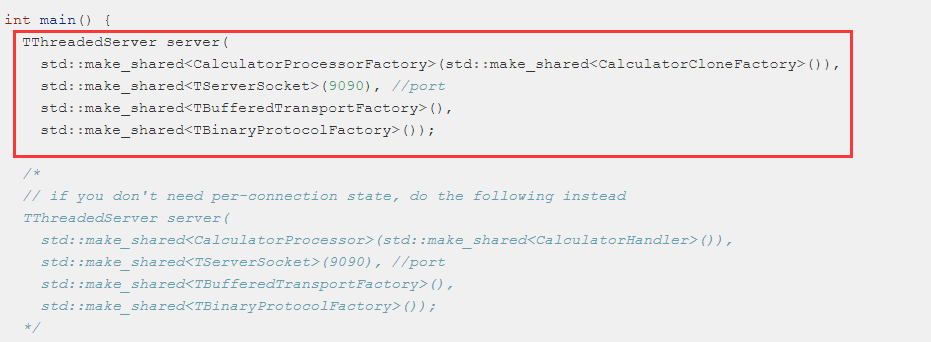 int main() {
  TThreadedServer server(
    std::make_shared<CalculatorProcessorFactory>(std::make_shared<CalculatorCloneFactory>()),
    std::make_shared<TServerSocket>(9090), //port
    std::make_shared<TBufferedTransportFactory>(),
    std::make_shared<TBinaryProtocolFactory>());
  /*
  // if you don't need per-connection state, do the following instead
  TThreadedServer server(
    std::make_shared<CalculatorProcessor>(std::make_shared<CalculatorHandler>()),
    std::make_shared<TServerSocket>(9090), //port
    std::make_shared<TBufferedTransportFactory>(),
    std::make_shared<TBinaryProtocolFactory>());
  */